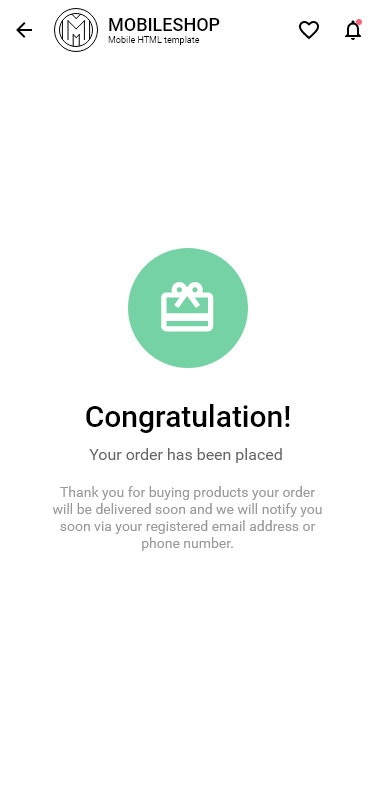 MOBILESHOP
Mobile HTML template
Congratulation!
Your order has been placed
Thank you for buying products your order
will be delivered soon and we will notify you
soon via your registered email address or
phone number.